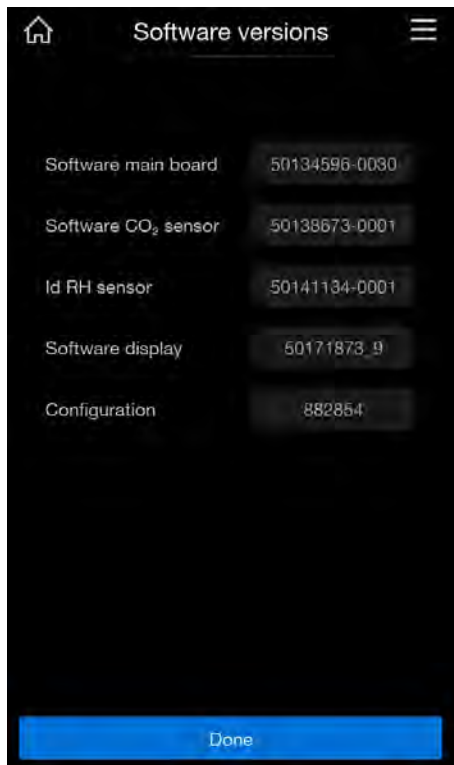 Software versions
Software main board 50134596-0030
Software CO₂ sensor 50138673-0001
Id RH sensor 50141134-0001
Software display 50171873_9
Configuration 882854
Done